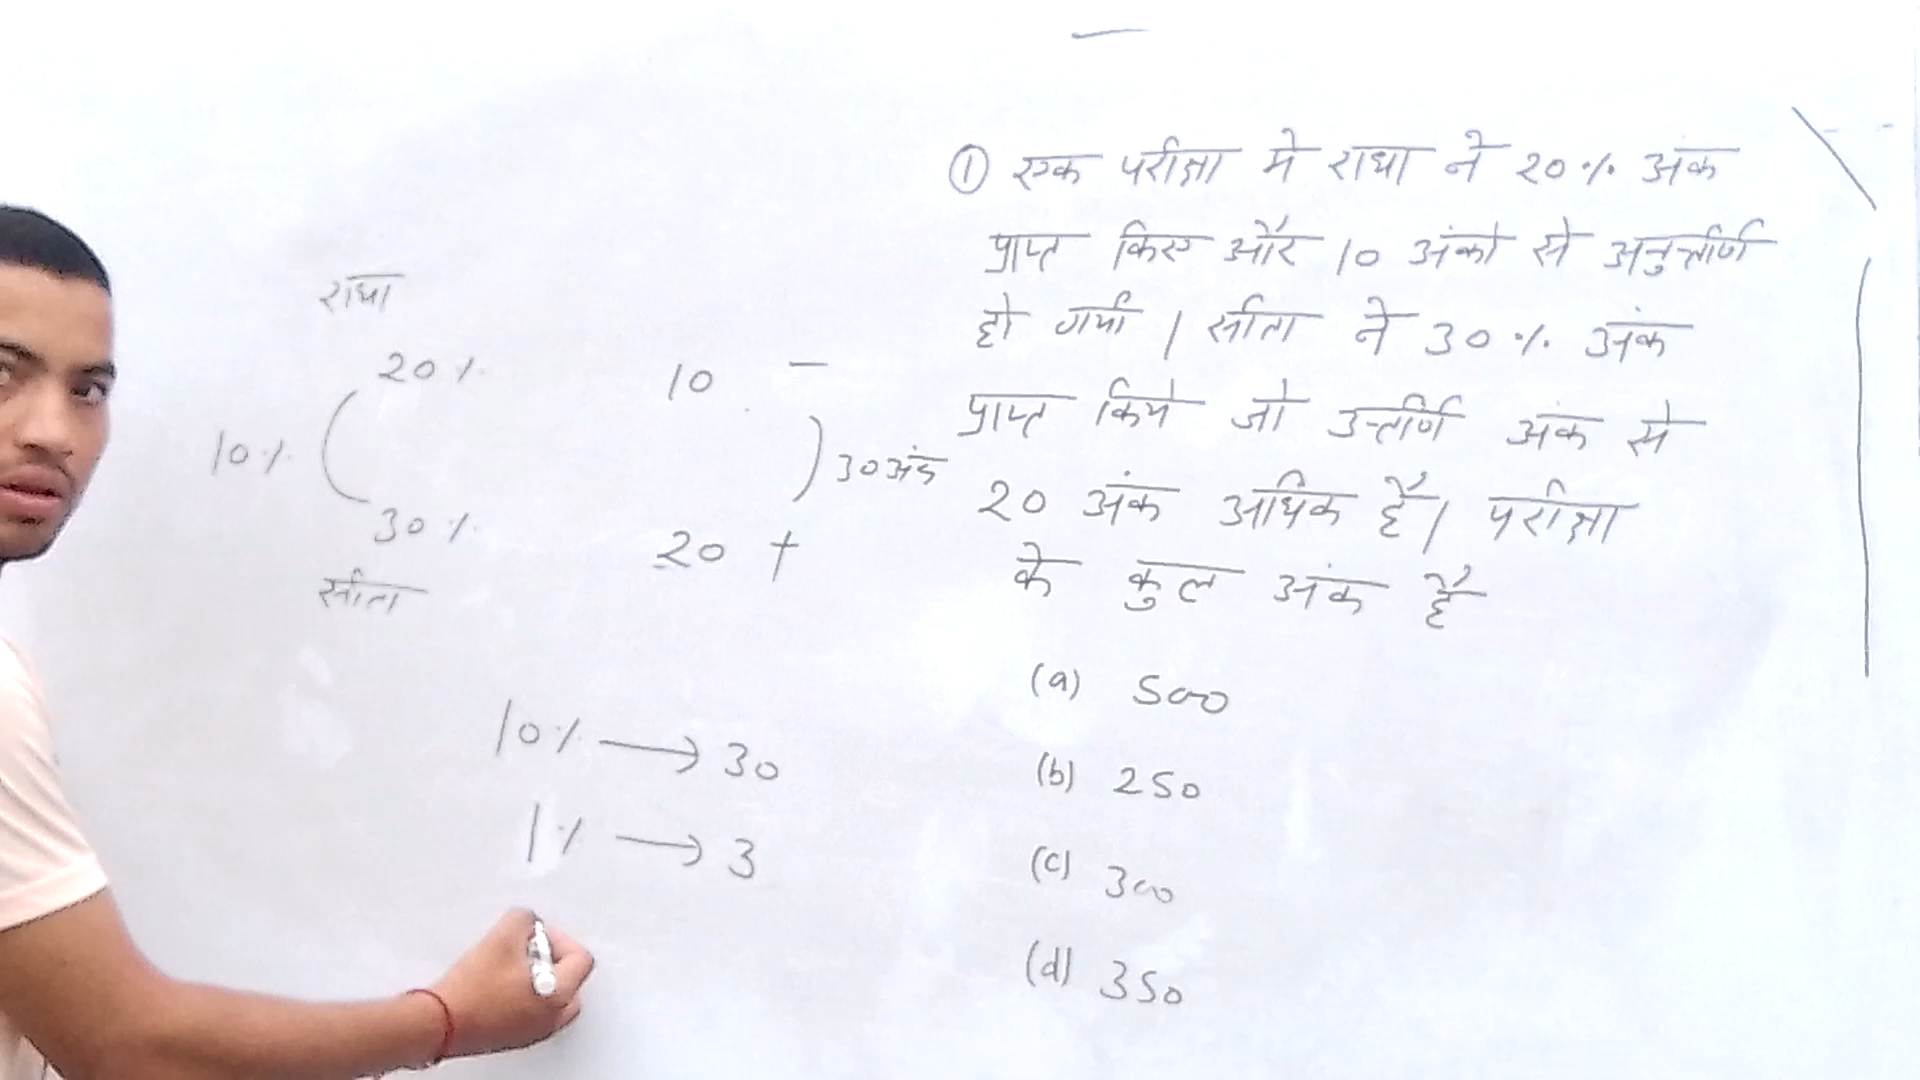 राधा
20% 10 −
10% ( ) 30 अंक
30% 20 +
सीता
10% → 30
1% → 3
① एक परीक्षा मे राधा ने 20% अंक
प्राप्त किए और 10 अंको से अनुत्तीर्ण
हो गयी। सीता ने 30% अंक
प्राप्त किये जो उत्तीर्ण अंक से
20 अंक अधिक है। परीक्षा
के कुल अंक है
(a) 500
(b) 250
(c) 300
(d) 350